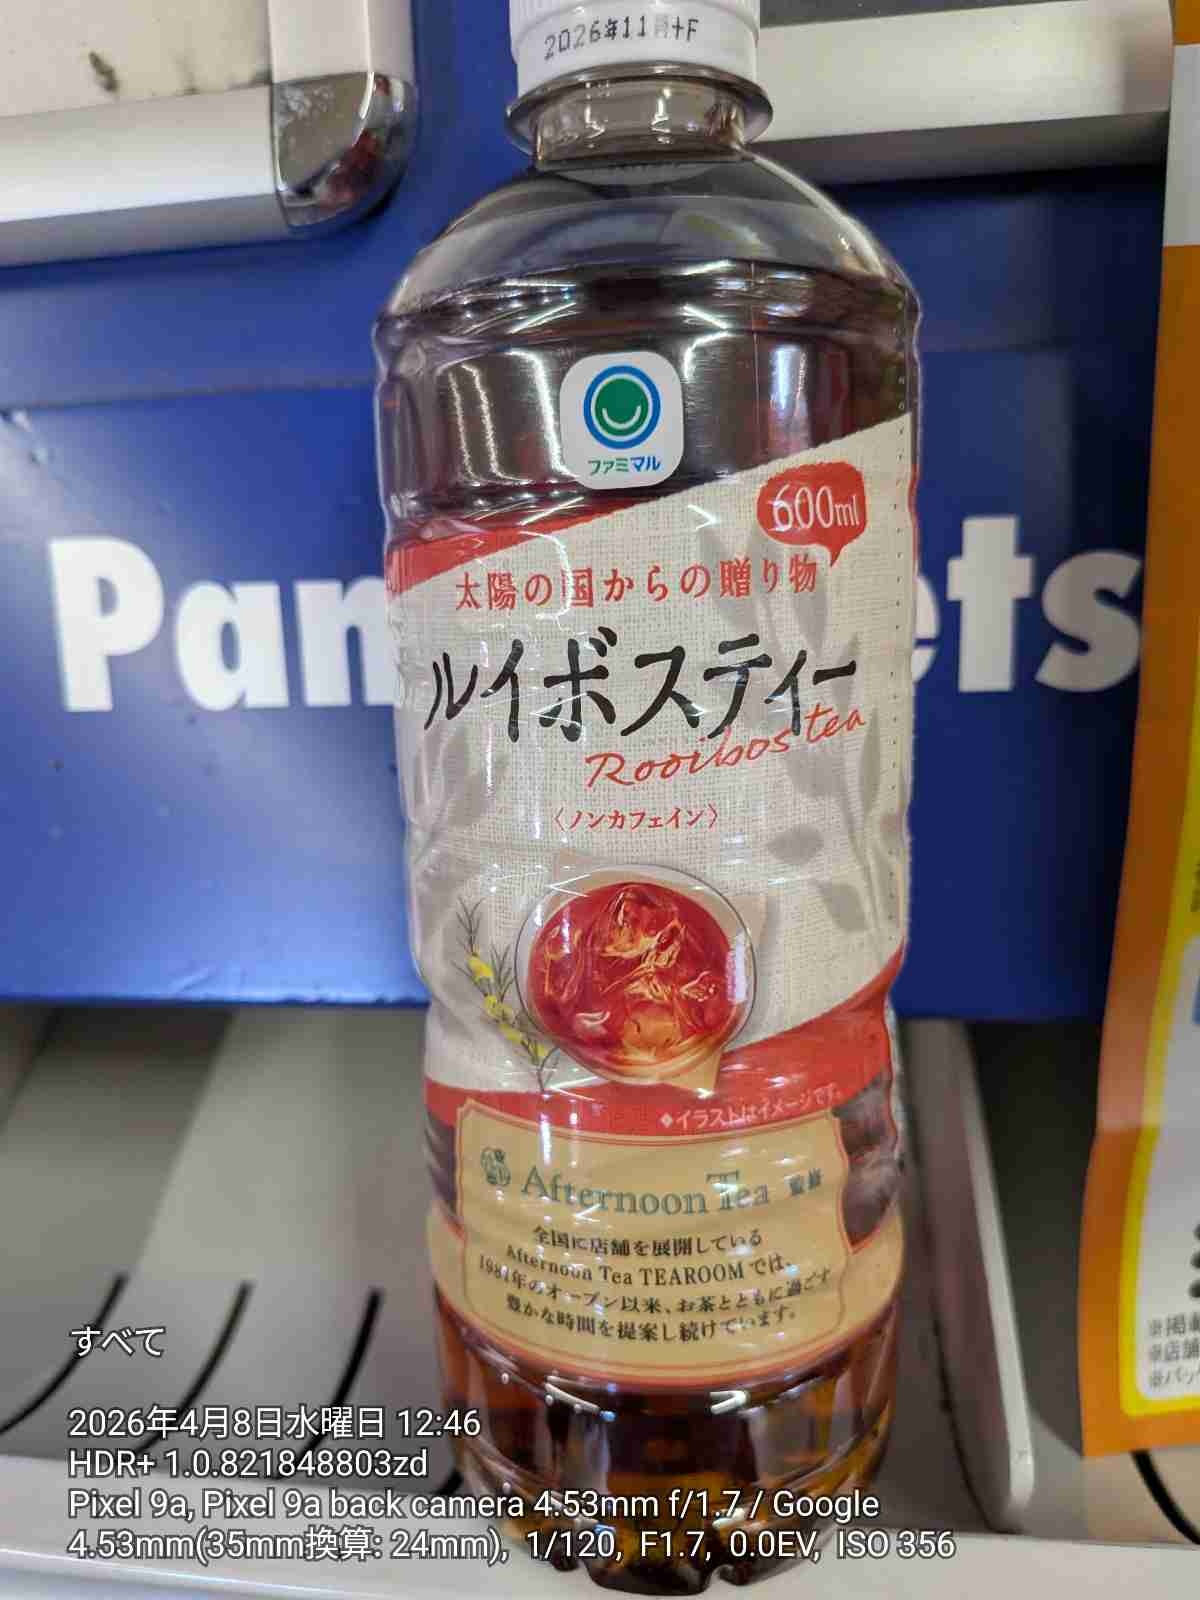 2026年11月+F
ファミマル
600ml
太陽の国からの贈り物
ルイボスティー
Rooibos tea
〈ノンカフェイン〉
Pam
ets
◆イラストはイメージです。
Afternoon Tea 監修
全国に店舗を展開している
Afternoon Tea TEAROOMでは、
1981年のオープン以来、お茶とともに過ごす
豊かな時間を提案し続けています。
※掲
※店舗
※パッ
すべて
2026年4月8日水曜日 12:46
HDR+ 1.0.821848803zd
Pixel 9a, Pixel 9a back camera 4.53mm f/1.7 / Google
4.53mm(35mm換算: 24mm), 1/120, F1.7, 0.0EV, ISO 356